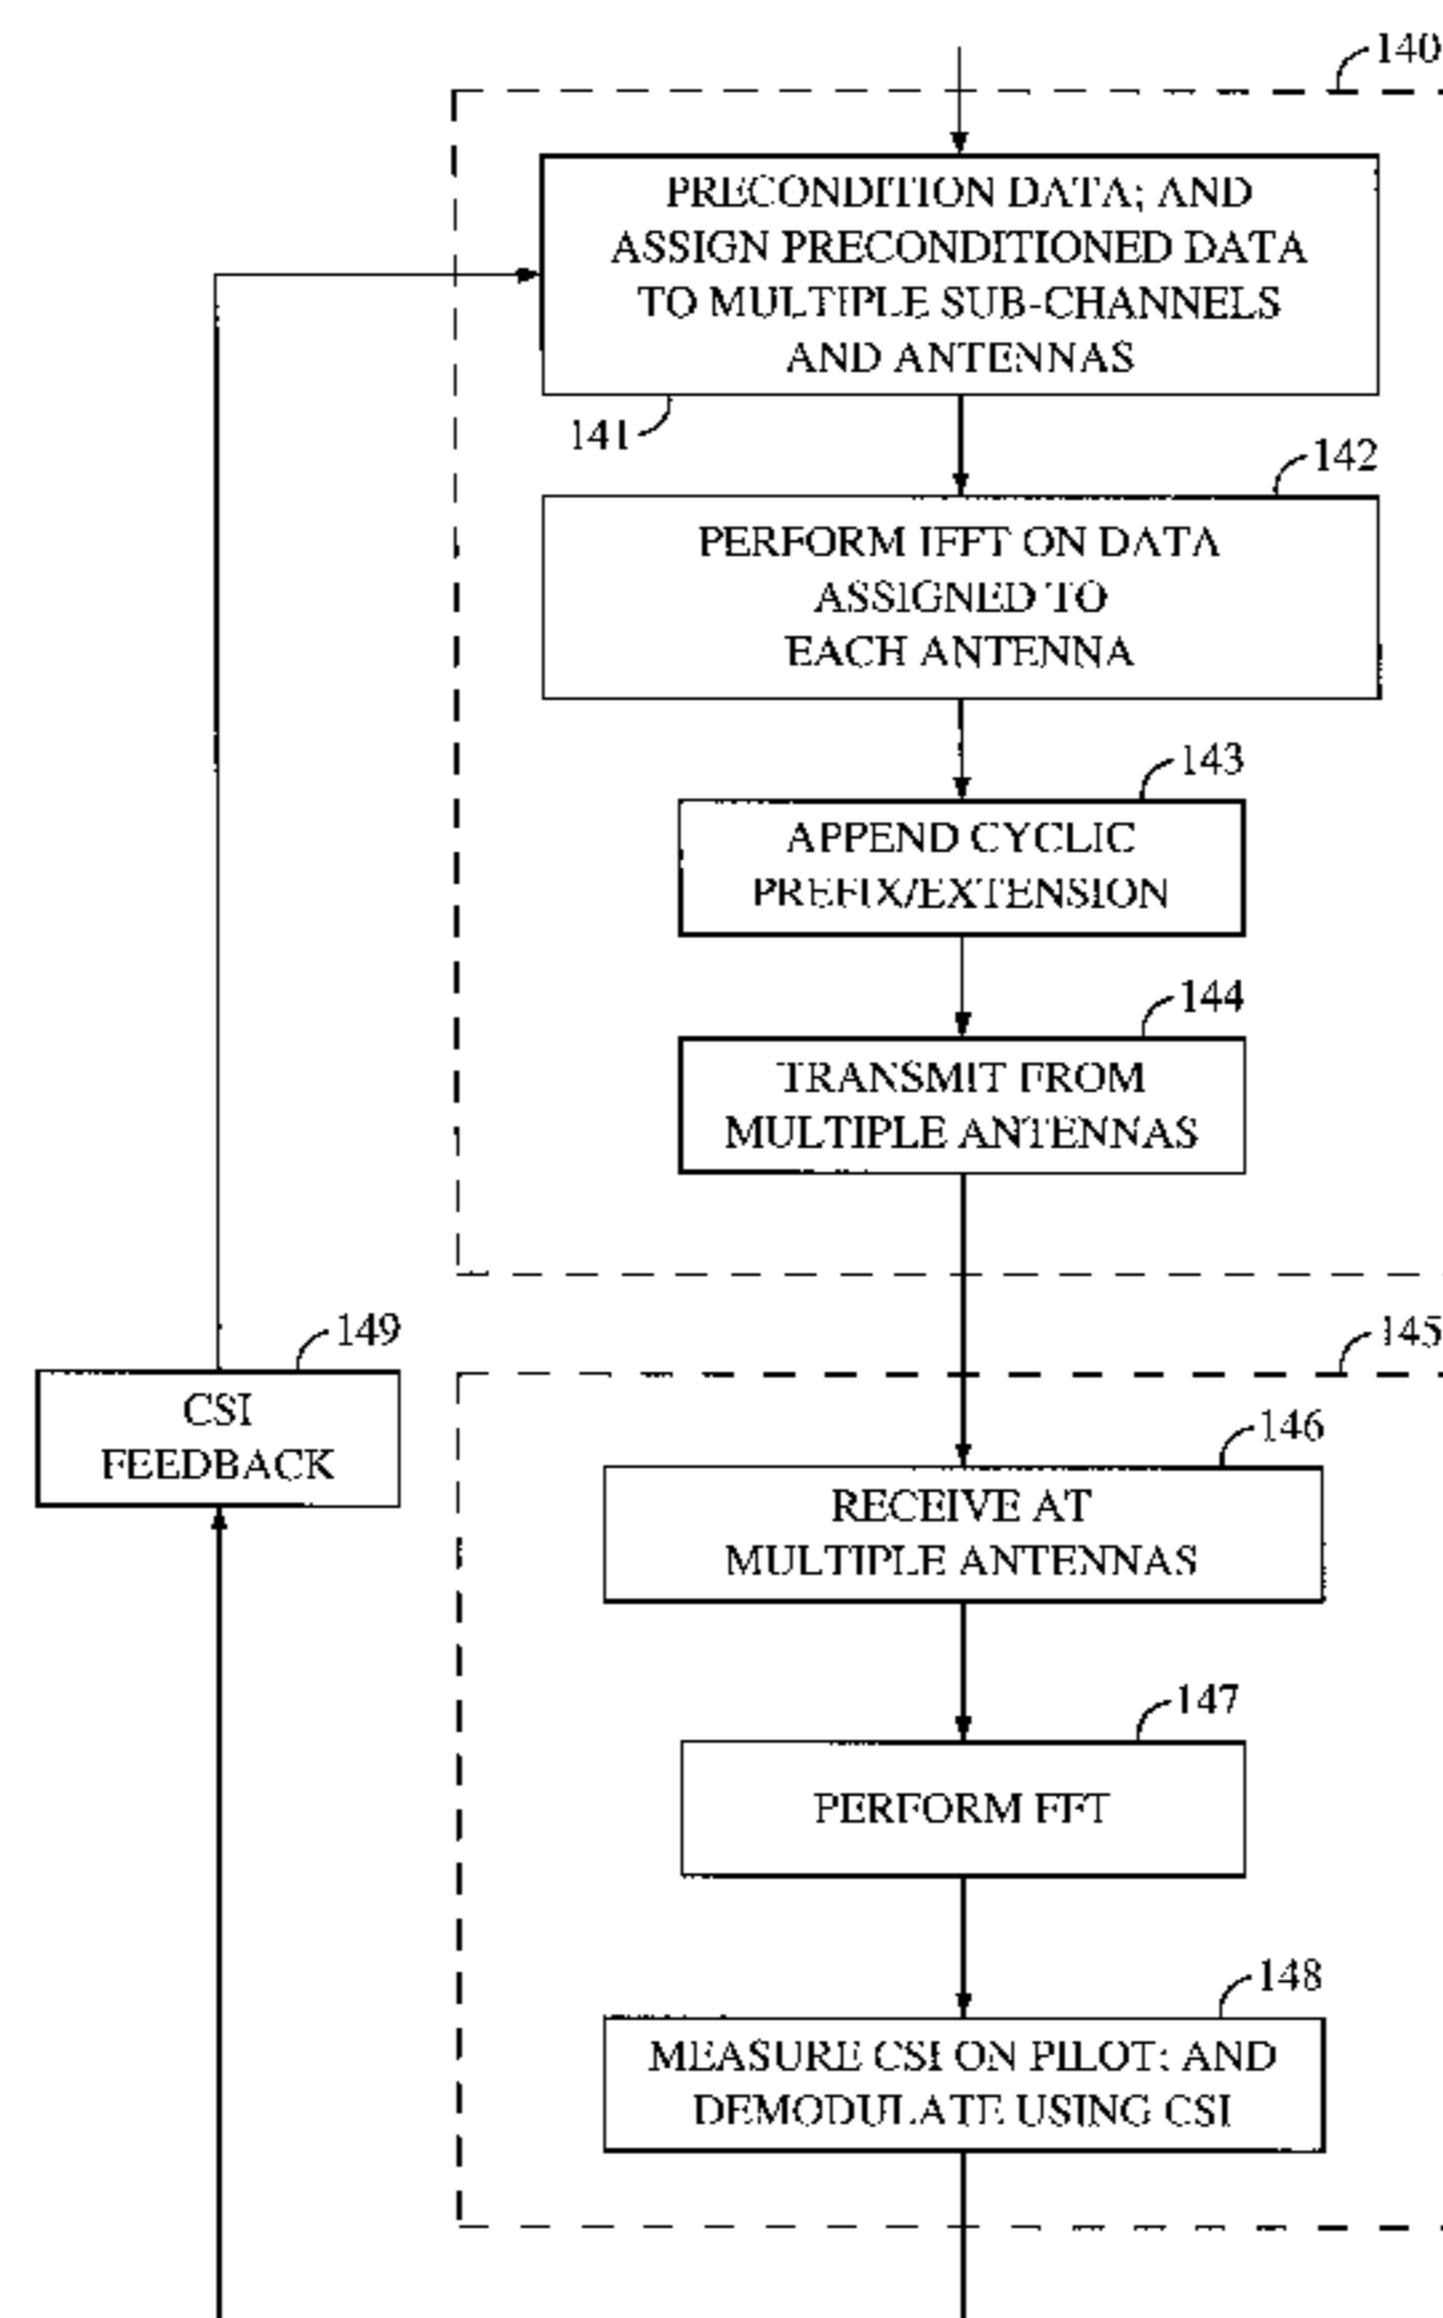 140
PRECONDITION DATA; AND
ASSIGN PRECONDITIONED DATA
TO MULTIPLE SUB-CHANNELS
AND ANTENNAS
141
142
PERFORM IFFT ON DATA
ASSIGNED TO
EACH ANTENNA
143
APPEND CYCLIC
PREFIX/EXTENSION
144
TRANSMIT FROM
MULTIPLE ANTENNAS
149
CSI
FEEDBACK
145
146
RECEIVE AT
MULTIPLE ANTENNAS
147
PERFORM FFT
148
MEASURE CSI ON PILOT; AND
DEMODULATE USING CSI